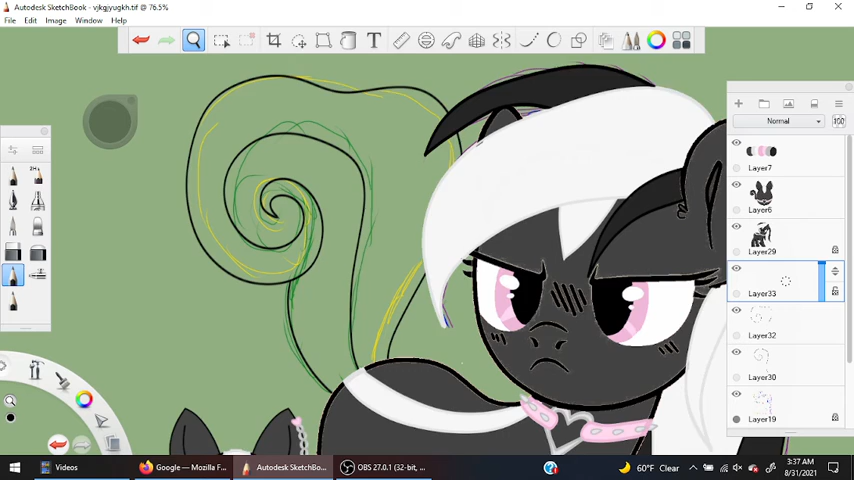 Autodesk SketchBook - vjkgjyugkh.tif @ 76.5%
File Edit Image Window Help
T
Normal
100
Layer7
2H
Layer6
Layer29
Layer33
Layer32
Layer30
Layer19
Videos
Google — Mozilla F...
Autodesk SketchBo...
OBS 27.0.1 (32-bit, ...
60°F Clear
3:37 AM
8/31/2021